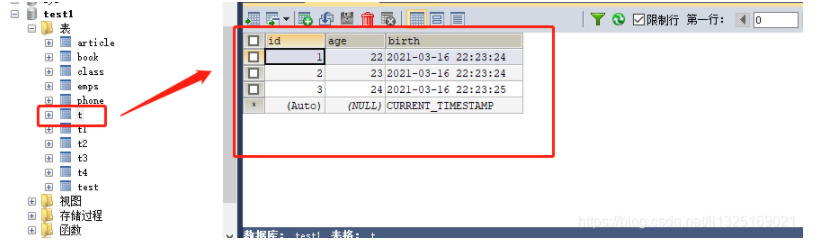 test1
表
article
book
class
emps
phone
t
t1
t2
t3
t4
test
视图
存储过程
函数
限制行 第一行: 0
id age birth
1 22 2021-03-16 22:23:24
2 23 2021-03-16 22:23:24
3 24 2021-03-16 22:23:25
* (Auto) (NULL) CURRENT_TIMESTAMP
https://blog.csdn.net/li1325169021
数据库: test1 表格: t